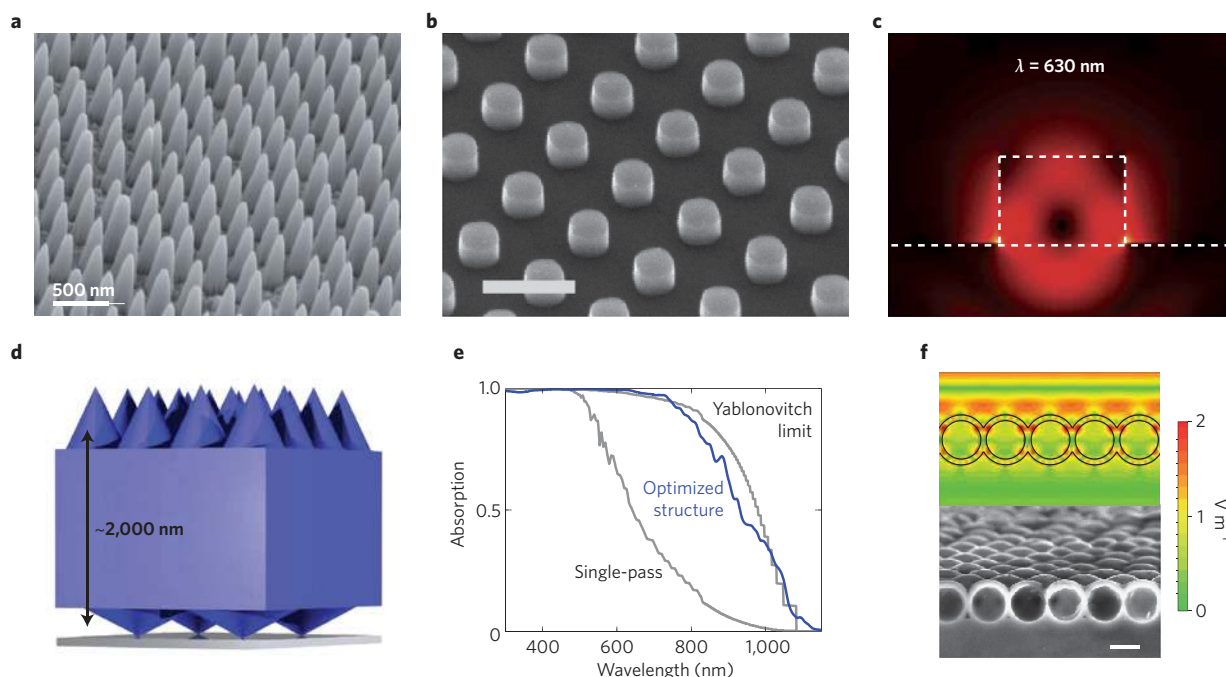 a
500 nm
b
c
λ = 630 nm
d
~2,000 nm
e
1.0
0.5
0
Absorption
Yablonovitch
limit
Optimized
structure
Single-pass
400
600
800
1,000
Wavelength (nm)
f
2
1
0